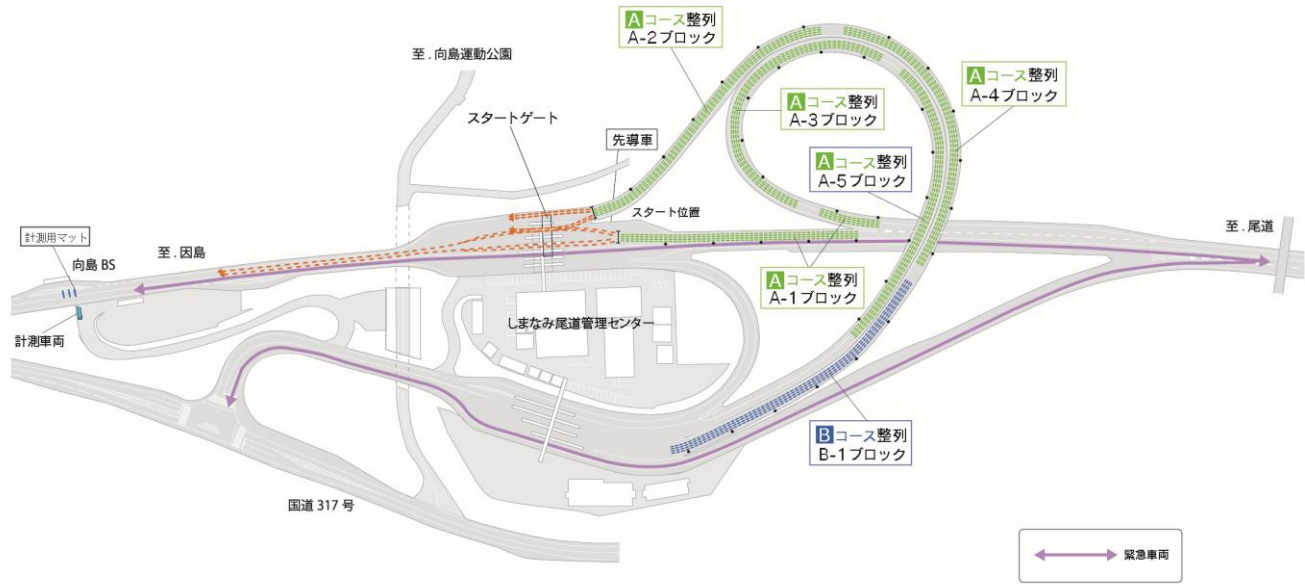 Aコース整列
A-2ブロック
至.向島運動公園
スタートゲート
先導車
Aコース整列
A-3ブロック
Aコース整列
A-4ブロック
Aコース整列
A-5ブロック
スタート位置
計測用マット
向島BS
至.因島
至.尾道
Aコース整列
A-1ブロック
しまなみ尾道管理センター
計測車両
Bコース整列
B-1ブロック
国道317号
緊急車両